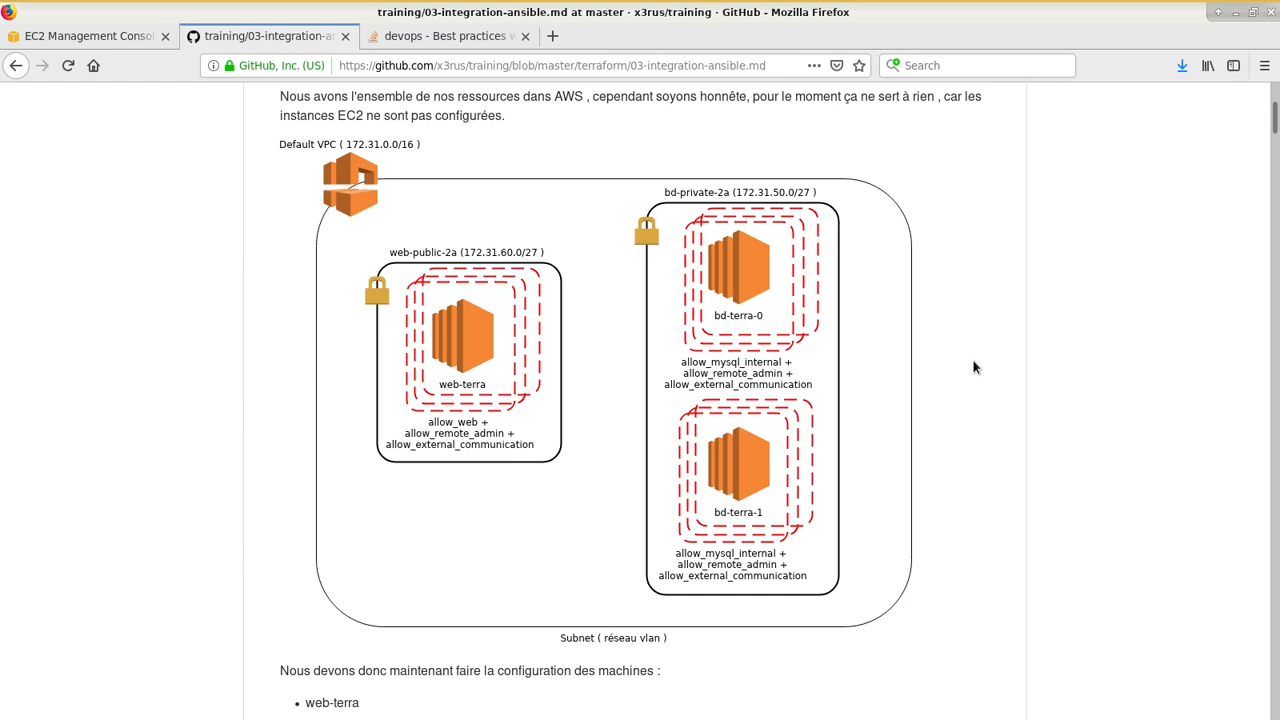 training/03-integration-ansible.md at master · x3rus/training · GitHub - Mozilla Firefox
EC2 Management Consol
training/03-integration-a
devops - Best practices w
GitHub, Inc. (US)
https://github.com/x3rus/training/blob/master/terraform/03-integration-ansible.md
Search
Nous avons l'ensemble de nos ressources dans AWS , cependant soyons honnête, pour le moment ça ne sert à rien , car les
instances EC2 ne sont pas configurées.
Default VPC ( 172.31.0.0/16 )
bd-private-2a (172.31.50.0/27 )
web-public-2a (172.31.60.0/27 )
bd-terra-0
allow_mysql_internal +
allow_remote_admin +
allow_external_communication
web-terra
allow_web +
allow_remote_admin +
allow_external_communication
bd-terra-1
allow_mysql_internal +
allow_remote_admin +
allow_external_communication
Subnet ( réseau vlan )
Nous devons donc maintenant faire la configuration des machines :
• web-terra